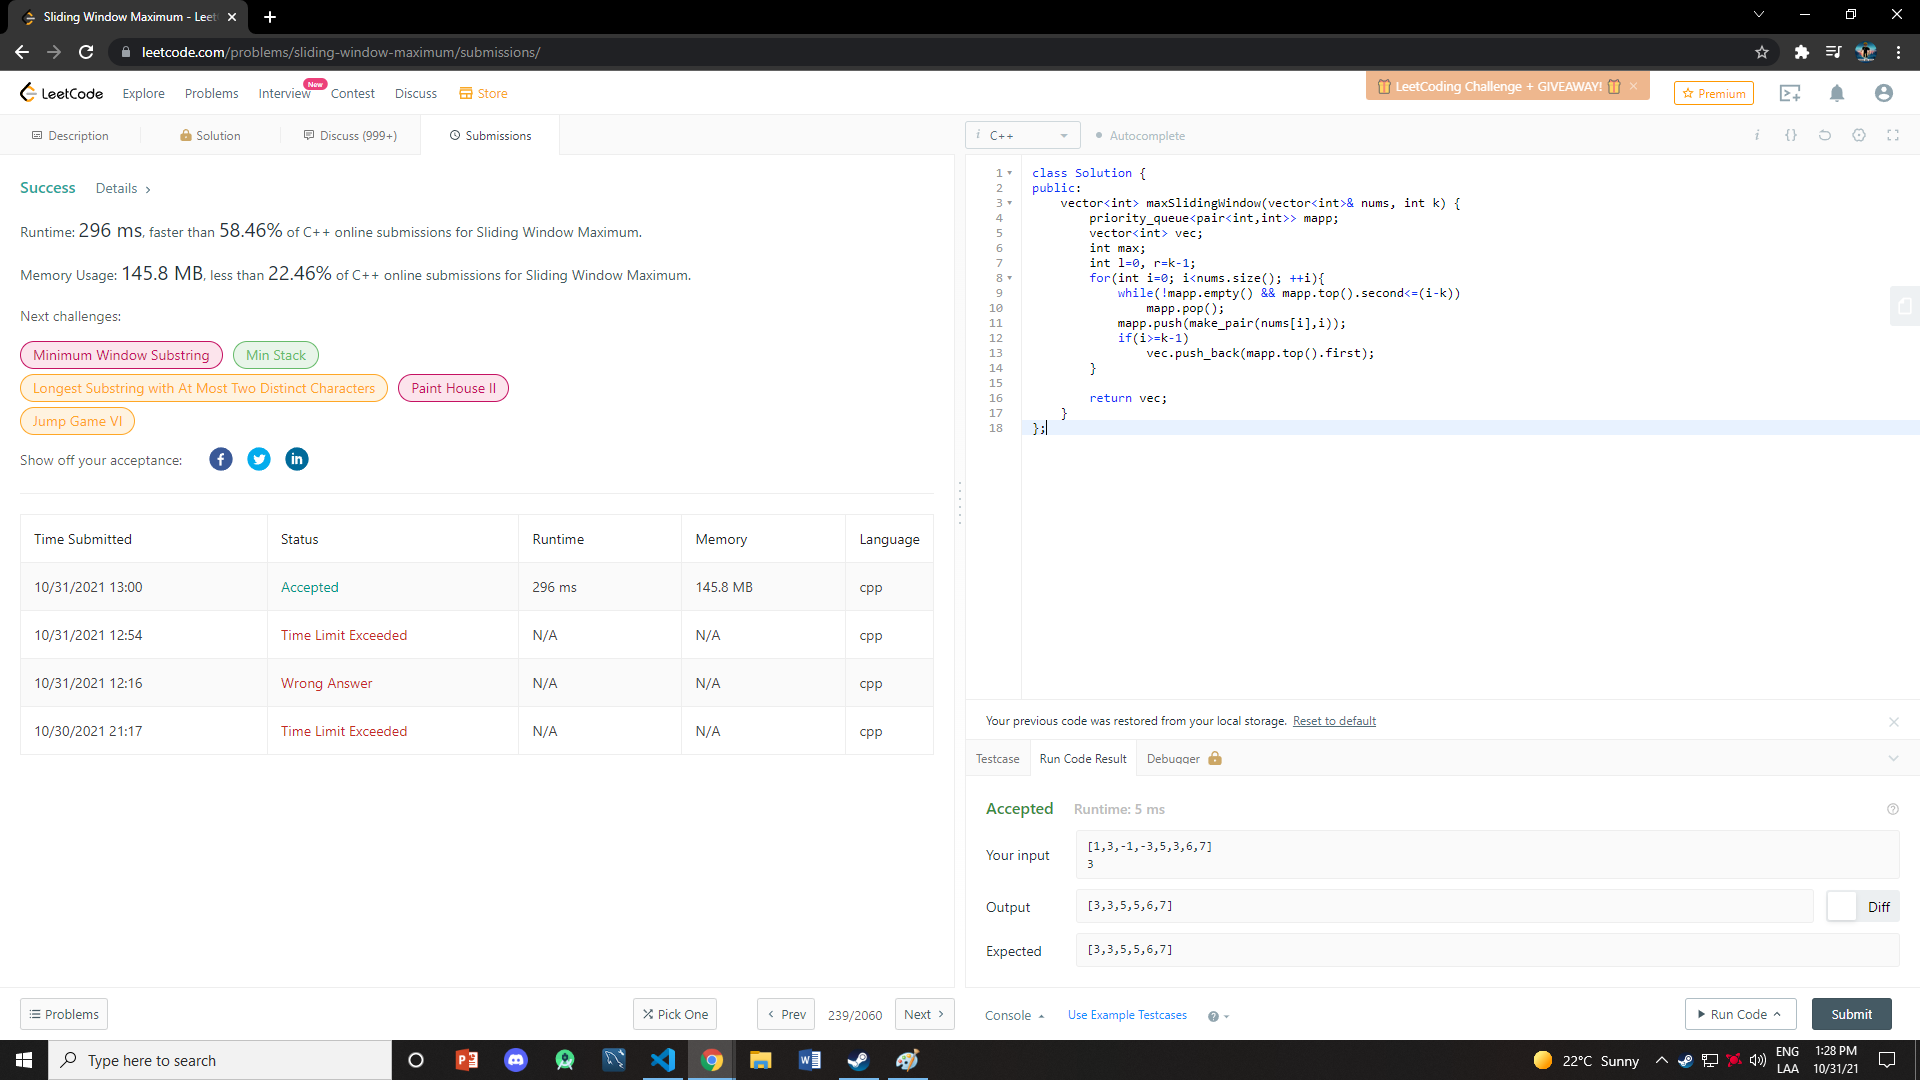 Sliding Window Maximum - Leet
leetcode.com/problems/sliding-window-maximum/submissions/
LeetCode
Explore
Problems
Interview
New
Contest
Discuss
Store
LeetCoding Challenge + GIVEAWAY!
Premium
Description
Solution
Discuss (999+)
Submissions
i C++
Autocomplete
Success Details
Runtime: 296 ms, faster than 58.46% of C++ online submissions for Sliding Window Maximum.
Memory Usage: 145.8 MB, less than 22.46% of C++ online submissions for Sliding Window Maximum.
Next challenges:
Minimum Window Substring
Min Stack
Longest Substring with At Most Two Distinct Characters
Paint House II
Jump Game VI
Show off your acceptance:
Time Submitted Status Runtime Memory Language
10/31/2021 13:00 Accepted 296 ms 145.8 MB cpp
10/31/2021 12:54 Time Limit Exceeded N/A N/A cpp
10/31/2021 12:16 Wrong Answer N/A N/A cpp
10/30/2021 21:17 Time Limit Exceeded N/A N/A cpp
1 class Solution {
2 public:
3 vector<int> maxSlidingWindow(vector<int>& nums, int k) {
4 priority_queue<pair<int,int>> mapp;
5 vector<int> vec;
6 int max;
7 int l=0, r=k-1;
8 for(int i=0; i<nums.size(); ++i){
9 while(!mapp.empty() && mapp.top().second<=(i-k))
10 mapp.pop();
11 mapp.push(make_pair(nums[i],i));
12 if(i>=k-1)
13 vec.push_back(mapp.top().first);
14 }
15
16 return vec;
17 }
18 };
Your previous code was restored from your local storage. Reset to default
Testcase
Run Code Result
Debugger
Accepted Runtime: 5 ms
Your input
[1,3,-1,-3,5,3,6,7]
3
Output
[3,3,5,5,6,7]
Diff
Expected
[3,3,5,5,6,7]
Problems
Pick One
Prev
239/2060
Next
Console
Use Example Testcases
Run Code
Submit
Type here to search
22°C Sunny
ENG
LAA
1:28 PM
10/31/21